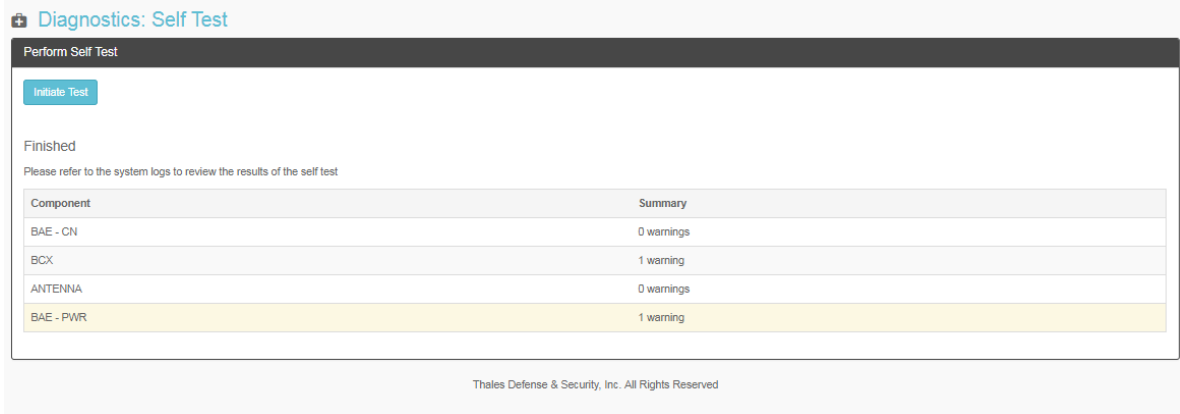 Diagnostics: Self Test
Perform Self Test
Initiate Test
Finished
Please refer to the system logs to review the results of the self test
Component Summary
BAE - CN 0 warnings
BCX 1 warning
ANTENNA 0 warnings
BAE - PWR 1 warning
Thales Defense & Security, Inc. All Rights Reserved